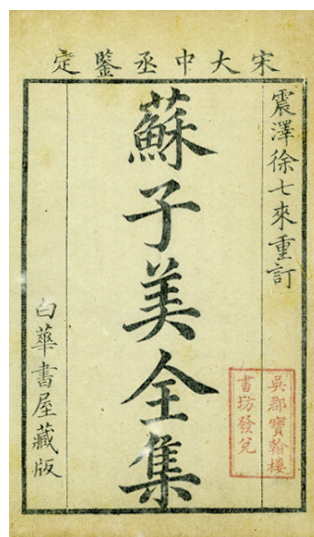 宋大中丞鑒定
震澤徐七來重訂
蘇子美全集
白華書屋藏版
吳郡寶翰樓
書坊發兌